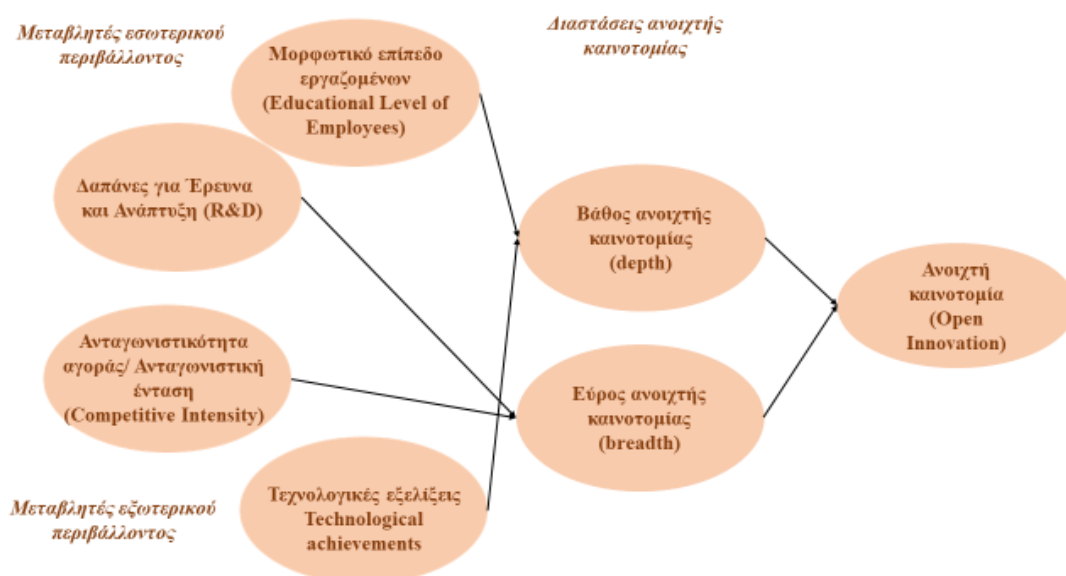 Μεταβλητές εσωτερικού
περιβάλλοντος
Διαστάσεις ανοιχτής
καινοτομίας
Μορφωτικό επίπεδο
εργαζομένων
(Educational Level of
Employees)
Δαπάνες για Έρευνα
και Ανάπτυξη (R&D)
Βάθος ανοιχτής
καινοτομίας
(depth)
Ανοιχτή
καινοτομία
(Open
Innovation)
Ανταγωνιστικότητα
αγοράς/ Ανταγωνιστική
ένταση
(Competitive Intensity)
Εύρος ανοιχτής
καινοτομίας
(breadth)
Μεταβλητές εξωτερικού
περιβάλλοντος
Τεχνολογικές εξελίξεις
Technological
achievements